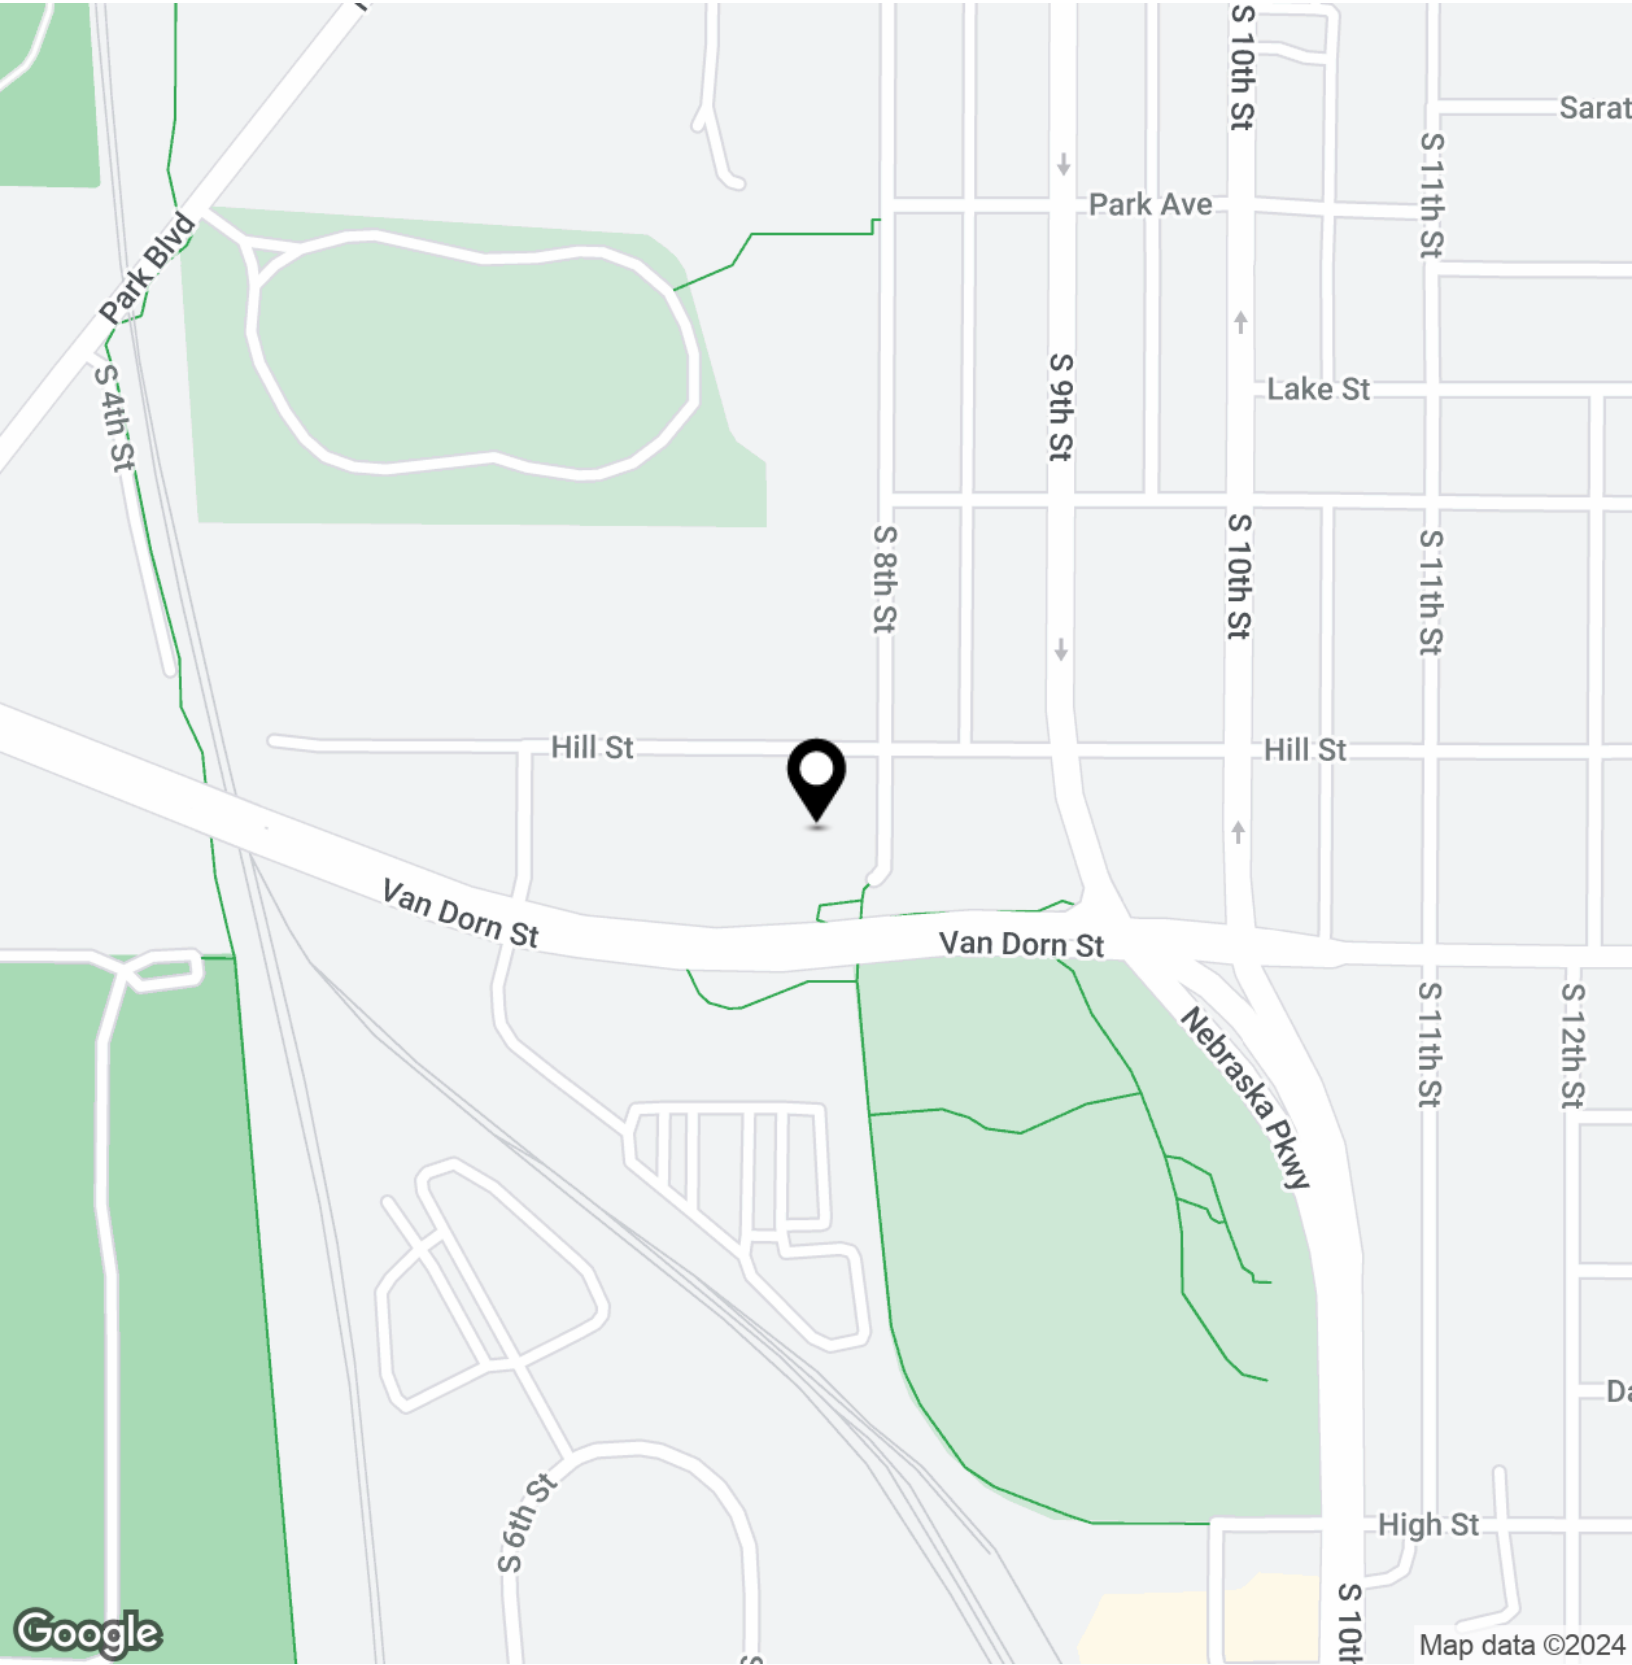 S 10th St
Sarat
S 11th St
Park Ave
Park Blvd
S 4th St
S 9th St
Lake St
S 8th St
S 10th St
S 11th St
Hill St
Hill St
Van Dorn St
Van Dorn St
Nebraska Pkwy
S 11th St
S 12th St
Da
High St
S 6th St
S 10th
S
Google
Map data ©2024